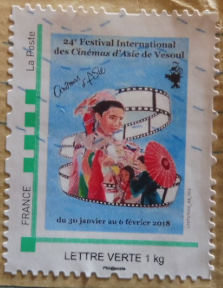 La Poste
FRANCE
24e Festival International
des Cinémas d'Asie de Vesoul
Cinémas d'Asie
du 30 janvier au 6 février 2018
LETTRE VERTE 1 kg
Philaposte